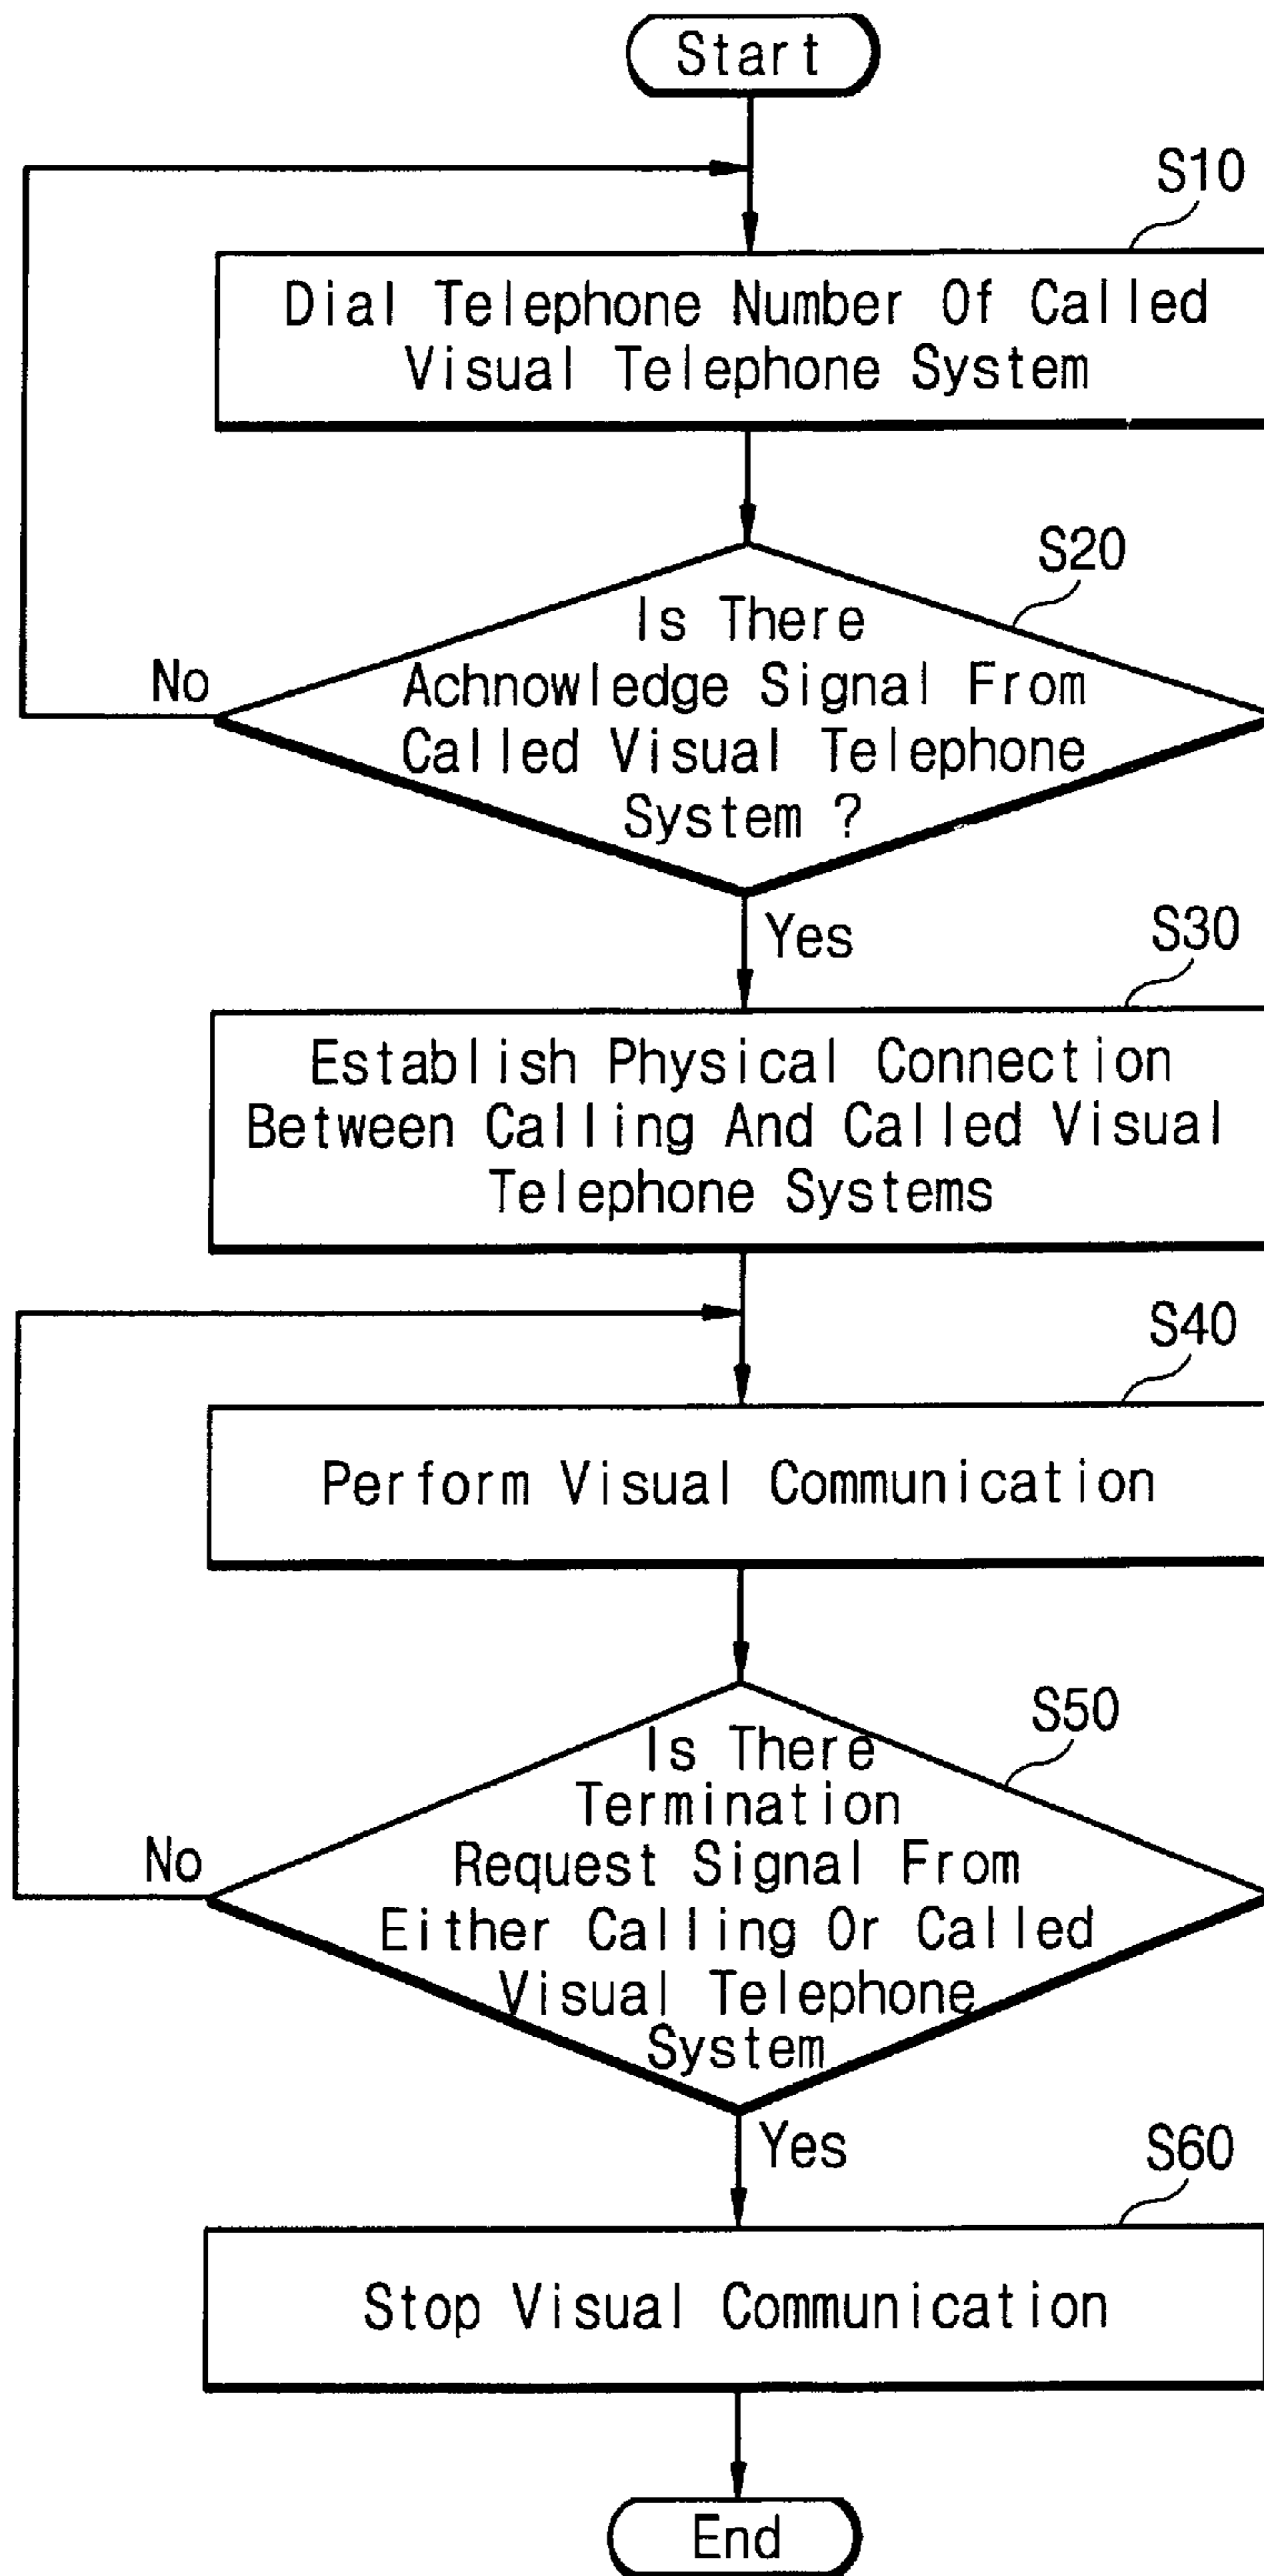 Start
S10
Dial Telephone Number Of Called
Visual Telephone System
S20
Is There
Achnowledge Signal From
Called Visual Telephone
System ?
No
Yes
S30
Establish Physical Connection
Between Calling And Called Visual
Telephone Systems
S40
Perform Visual Communication
S50
Is There
Termination
Request Signal From
Either Calling Or Called
Visual Telephone
System
No
Yes
S60
Stop Visual Communication
End